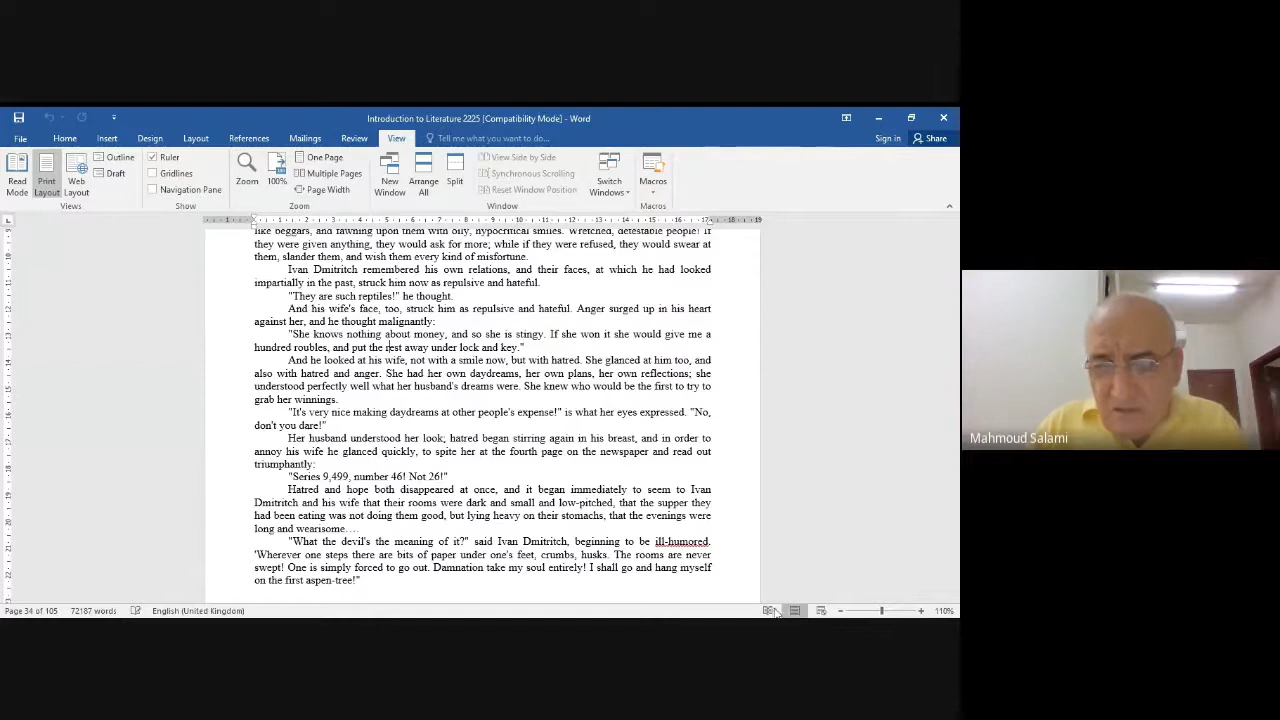 Introduction to Literature 2225 [Compatibility Mode] - Word
File Home Insert Design Layout References Mailings Review View Tell me what you want to do... Sign in Share
Read Mode
Print Layout
Web Layout
Outline
Draft
Views
Ruler
Gridlines
Navigation Pane
Show
Zoom
100%
One Page
Multiple Pages
Page Width
Zoom
New Window
Arrange All
Split
View Side by Side
Synchronous Scrolling
Reset Window Position
Window
Switch Windows
Macros
Macros
like beggars, and fawning upon them with oily, hypocritical smiles. Wretched, detestable people! If
they were given anything, they would ask for more; while if they were refused, they would swear at
them, slander them, and wish them every kind of misfortune.
Ivan Dmitritch remembered his own relations, and their faces, at which he had looked
impartially in the past, struck him now as repulsive and hateful.
"They are such reptiles!" he thought.
And his wife's face, too, struck him as repulsive and hateful. Anger surged up in his heart
against her, and he thought malignantly:
"She knows nothing about money, and so she is stingy. If she won it she would give me a
hundred roubles, and put the rest away under lock and key."
And he looked at his wife, not with a smile now, but with hatred. She glanced at him too, and
also with hatred and anger. She had her own daydreams, her own plans, her own reflections; she
understood perfectly well what her husband's dreams were. She knew who would be the first to try to
grab her winnings.
"It's very nice making daydreams at other people's expense!" is what her eyes expressed. "No,
don't you dare!"
Her husband understood her look; hatred began stirring again in his breast, and in order to
annoy his wife he glanced quickly, to spite her at the fourth page on the newspaper and read out
triumphantly:
"Series 9,499, number 46! Not 26!"
Hatred and hope both disappeared at once, and it began immediately to seem to Ivan
Dmitritch and his wife that their rooms were dark and small and low-pitched, that the supper they
had been eating was not doing them good, but lying heavy on their stomachs, that the evenings were
long and wearisome….
"What the devil's the meaning of it?" said Ivan Dmitritch, beginning to be ill-humored.
'Wherever one steps there are bits of paper under one's feet, crumbs, husks. The rooms are never
swept! One is simply forced to go out. Damnation take my soul entirely! I shall go and hang myself
on the first aspen-tree!"
Page 34 of 105 72187 words English (United Kingdom) 110%
Mahmoud Salami